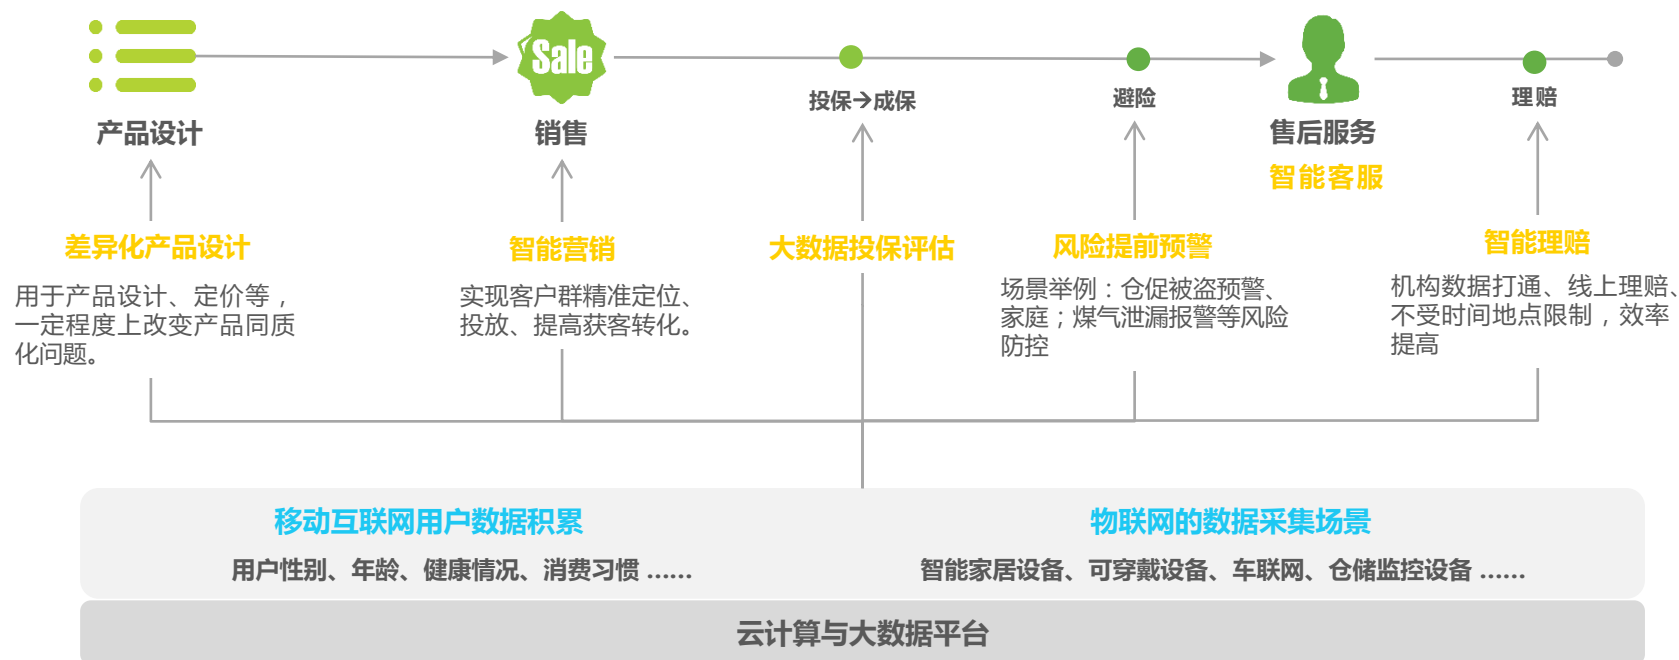 Sale
投保→成保
避险
理赔
产品设计
销售
售后服务
智能客服
差异化产品设计
用于产品设计、定价等，
一定程度上改变产品同质
化问题。
智能营销
实现客户群精准定位、
投放、提高获客转化。
大数据投保评估
风险提前预警
场景举例：仓促被盗预警、
家庭；煤气泄漏报警等风险
防控
智能理赔
机构数据打通、线上理赔、
不受时间地点限制，效率
提高
移动互联网用户数据积累
用户性别、年龄、健康情况、消费习惯 ......
物联网的数据采集场景
智能家居设备、可穿戴设备、车联网、仓储监控设备 ......
云计算与大数据平台